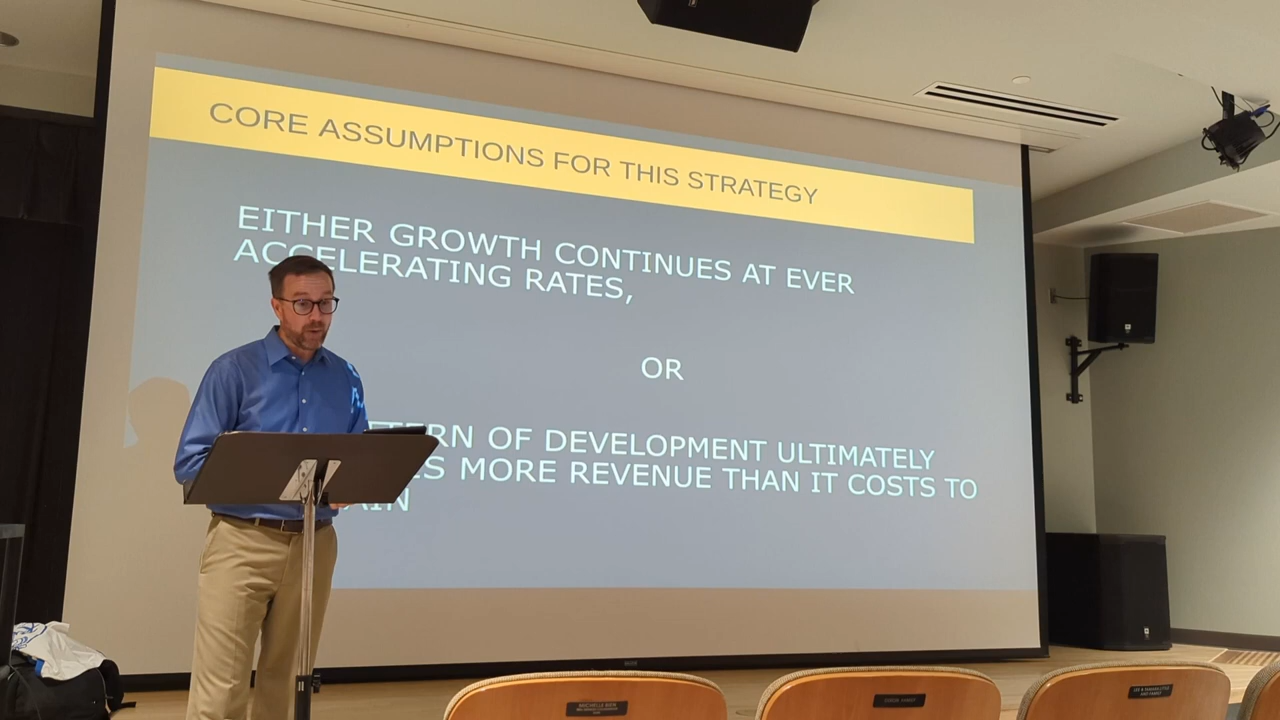 CORE ASSUMPTIONS FOR THIS STRATEGY
EITHER GROWTH CONTINUES AT EVER
ACCELERATING RATES,
OR
OF DEVELOPMENT ULTIMATELY
MORE REVENUE THAN IT COSTS TO